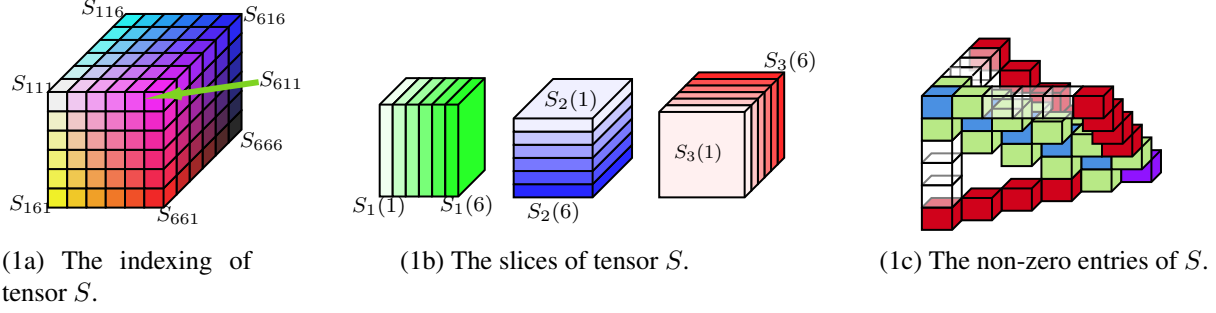 S₁₁₆ S₆₁₆
S₁₁₁ S₆₁₁
S₆₆₆
S₁₆₁ S₆₆₁
S₁(1) S₁(6)
S₂(1)
S₂(6)
S₃(6)
S₃(1)
(1a) The indexing of
tensor S.
(1b) The slices of tensor S.
(1c) The non-zero entries of S.